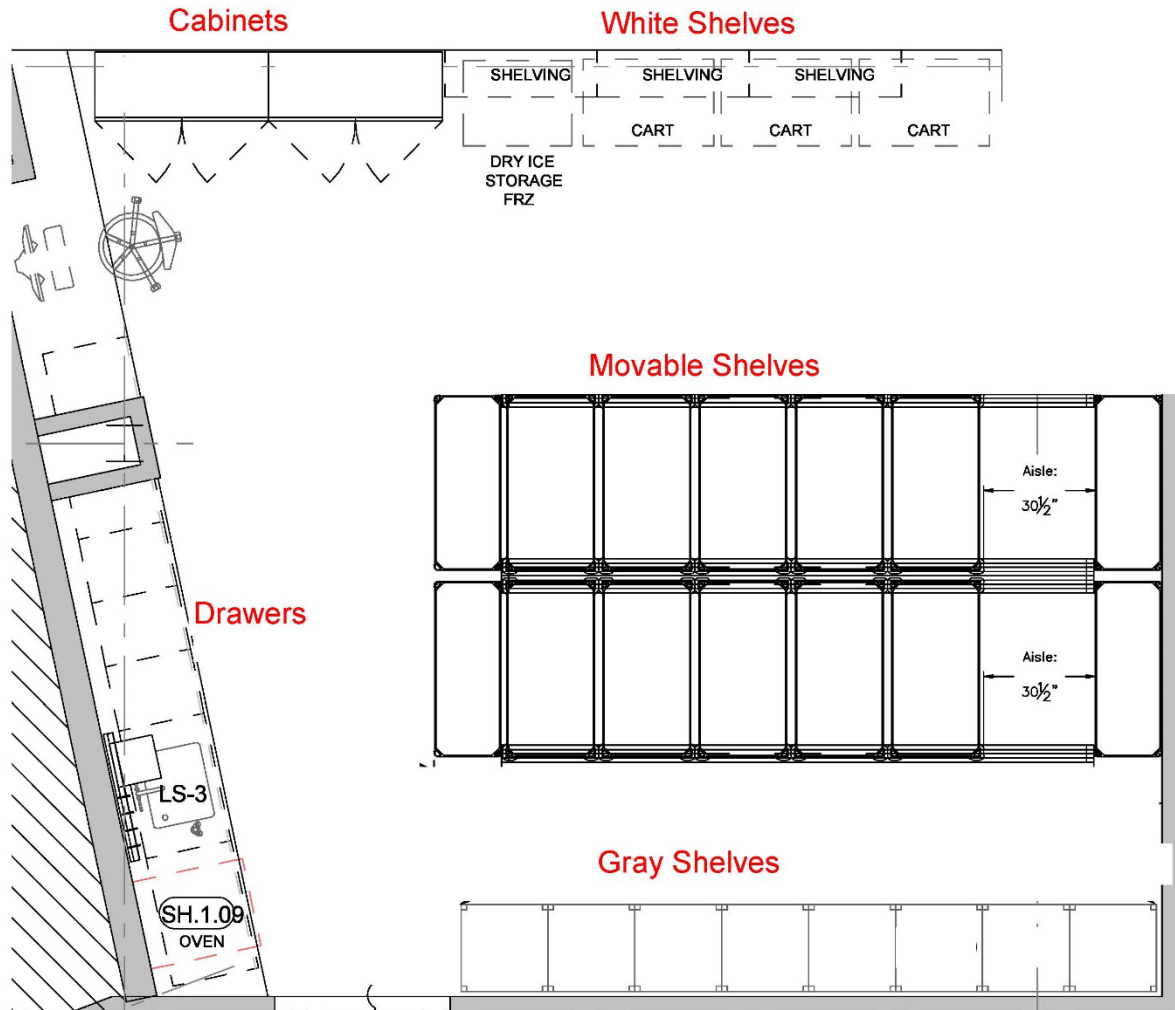 Cabinets
White Shelves
SHELVING
SHELVING
SHELVING
CART
CART
CART
DRY ICE
STORAGE
FRZ
Movable Shelves
Aisle:
30½"
Drawers
Aisle:
30½"
LS-3
Gray Shelves
SH.1.09
OVEN